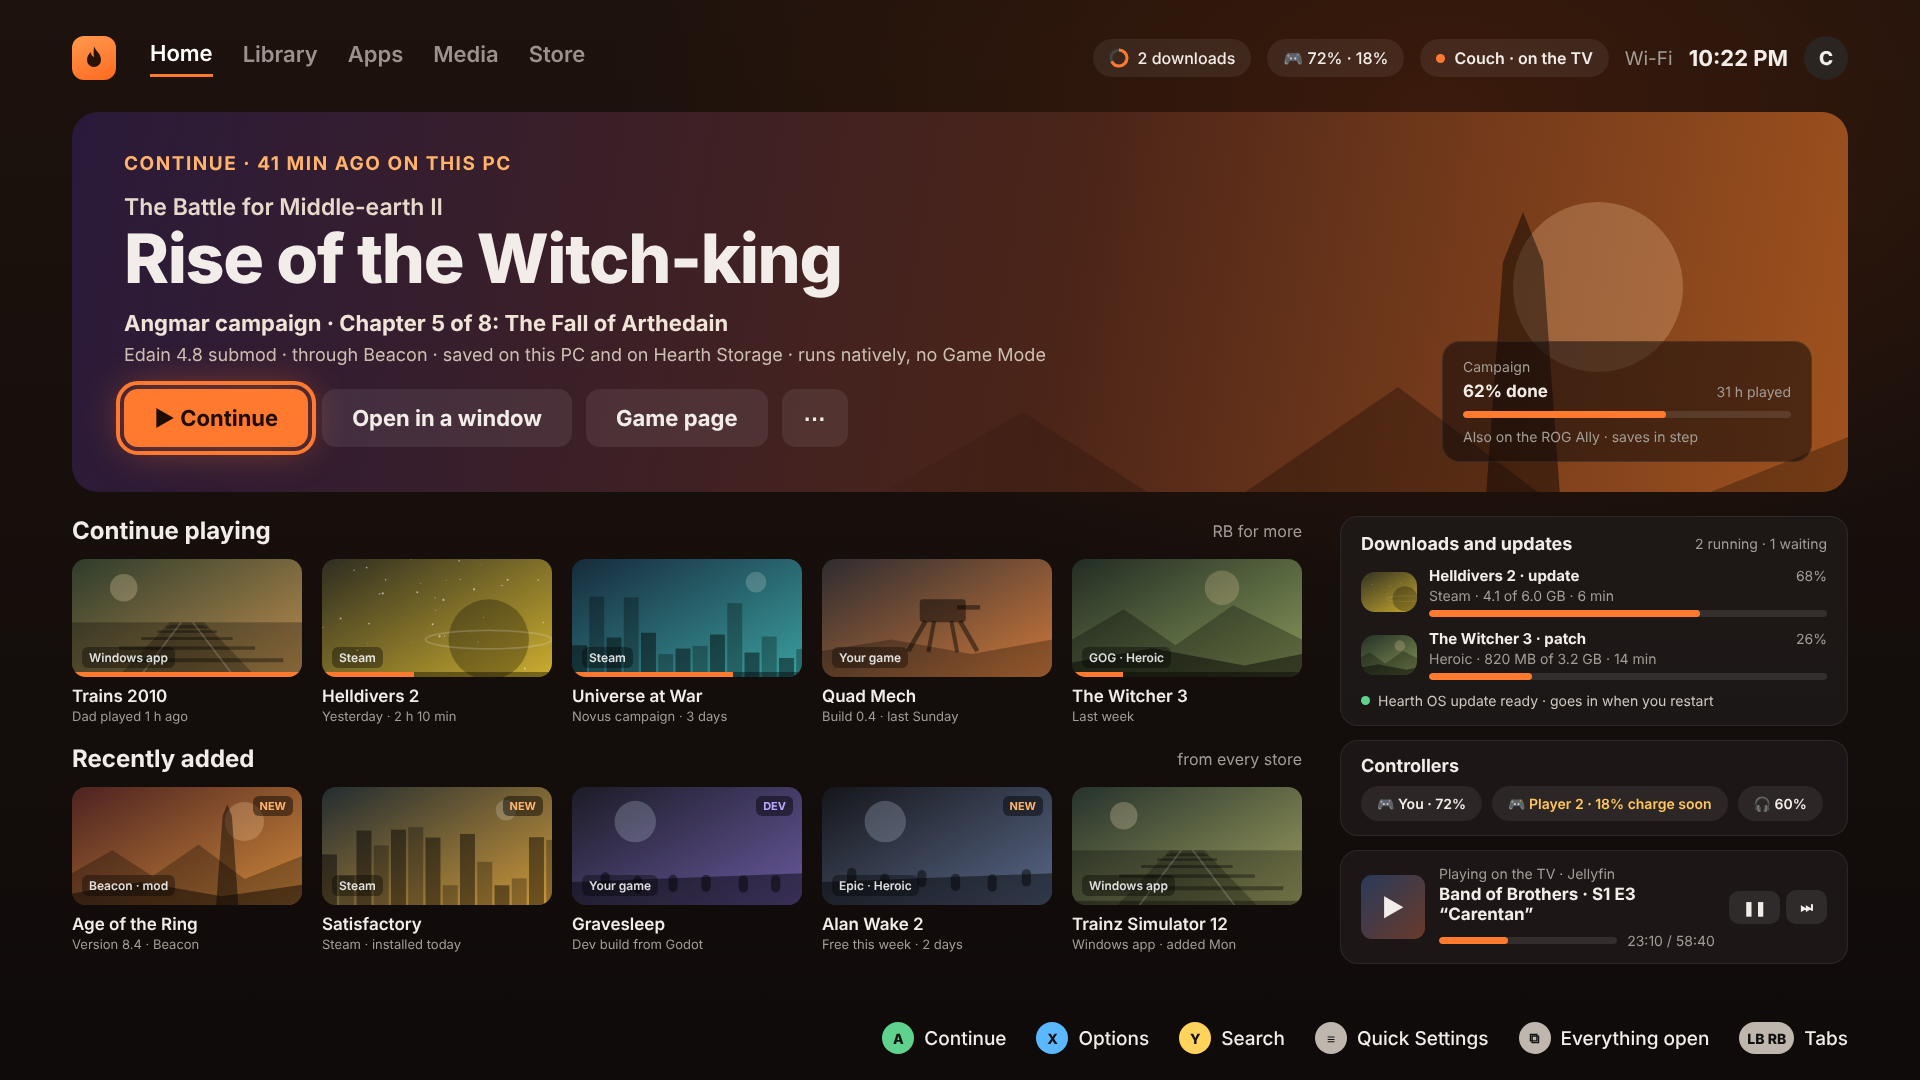 Home Library Apps Media Store
2 downloads
🎮 72% · 18%
Couch · on the TV
Wi-Fi
10:22 PM
C
CONTINUE · 41 MIN AGO ON THIS PC
The Battle for Middle-earth II
Rise of the Witch-king
Angmar campaign · Chapter 5 of 8: The Fall of Arthedain
Edain 4.8 submod · through Beacon · saved on this PC and on Hearth Storage · runs natively, no Game Mode
▶ Continue
Open in a window
Game page
···
Campaign
62% done
31 h played
Also on the ROG Ally · saves in step
Continue playing
RB for more
Windows app
Trains 2010
Dad played 1 h ago
Steam
Helldivers 2
Yesterday · 2 h 10 min
Steam
Universe at War
Novus campaign · 3 days
Your game
Quad Mech
Build 0.4 · last Sunday
GOG · Heroic
The Witcher 3
Last week
Recently added
from every store
NEW
Beacon · mod
Age of the Ring
Version 8.4 · Beacon
NEW
Steam
Satisfactory
Steam · installed today
DEV
Your game
Gravesleep
Dev build from Godot
NEW
Epic · Heroic
Alan Wake 2
Free this week · 2 days
Windows app
Trainz Simulator 12
Windows app · added Mon
Downloads and updates
2 running · 1 waiting
Helldivers 2 · update
68%
Steam · 4.1 of 6.0 GB · 6 min
The Witcher 3 · patch
26%
Heroic · 820 MB of 3.2 GB · 14 min
Hearth OS update ready · goes in when you restart
Controllers
🎮 You · 72%
🎮 Player 2 · 18% charge soon
🎧 60%
Playing on the TV · Jellyfin
Band of Brothers · S1 E3
“Carentan”
23:10 / 58:40
A Continue
X Options
Y Search
≡ Quick Settings
⧉ Everything open
LB RB Tabs